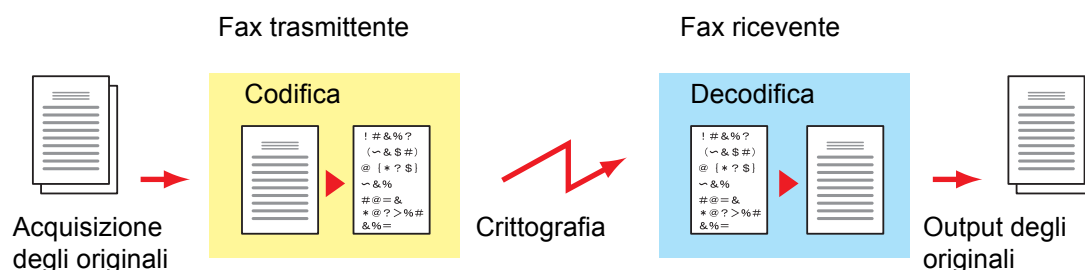 Fax trasmittente
Fax ricevente
Codifica
Decodifica
!#&%?
(~&$#)
@{*?$}
~&%
#@=&
*@?>%#
&%=
!#&%?
(~&$#)
@{*?$}
~&%
#@=&
*@?>%#
&%=
Acquisizione
degli originali
Crittografia
Output degli
originali